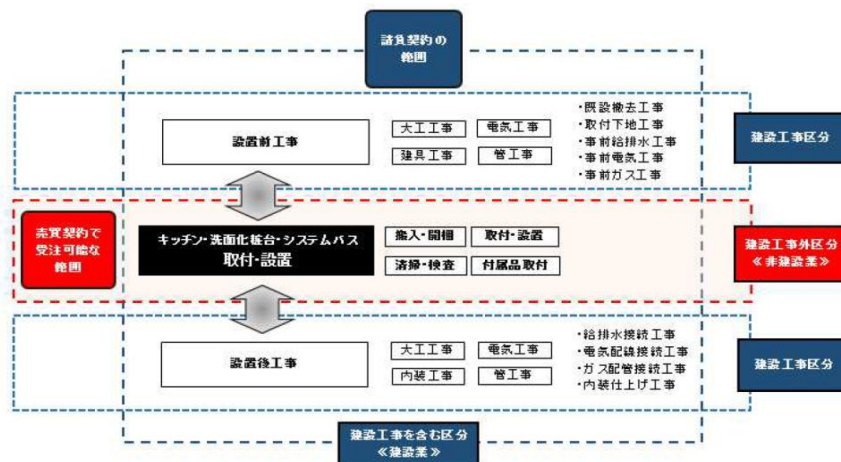 請負契約の
範囲
設置前工事
大工工事
電気工事
建具工事
管工事
・既設撤去工事
・取付下地工事
・事前給排水工事
・事前電気工事
・事前ガス工事
建設工事区分
売買契約で
受注可能な
範囲
キッチン・洗面化粧台・システムバス
取付・設置
搬入・開梱
取付・設置
清掃・検査
付属品取付
建設工事外区分
≪非建設業≫
設置後工事
大工工事
電気工事
内装工事
管工事
・給排水接続工事
・電気配線接続工事
・ガス配管接続工事
・内装仕上げ工事
建設工事区分
建設工事を含む区分
≪建設業≫